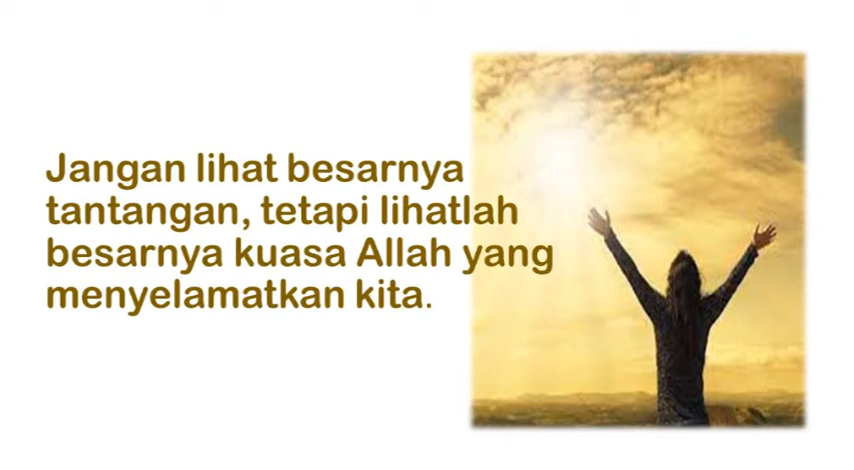 Jangan lihat besarnya
tantangan, tetapi lihatlah
besarnya kuasa Allah yang
menyelamatkan kita.